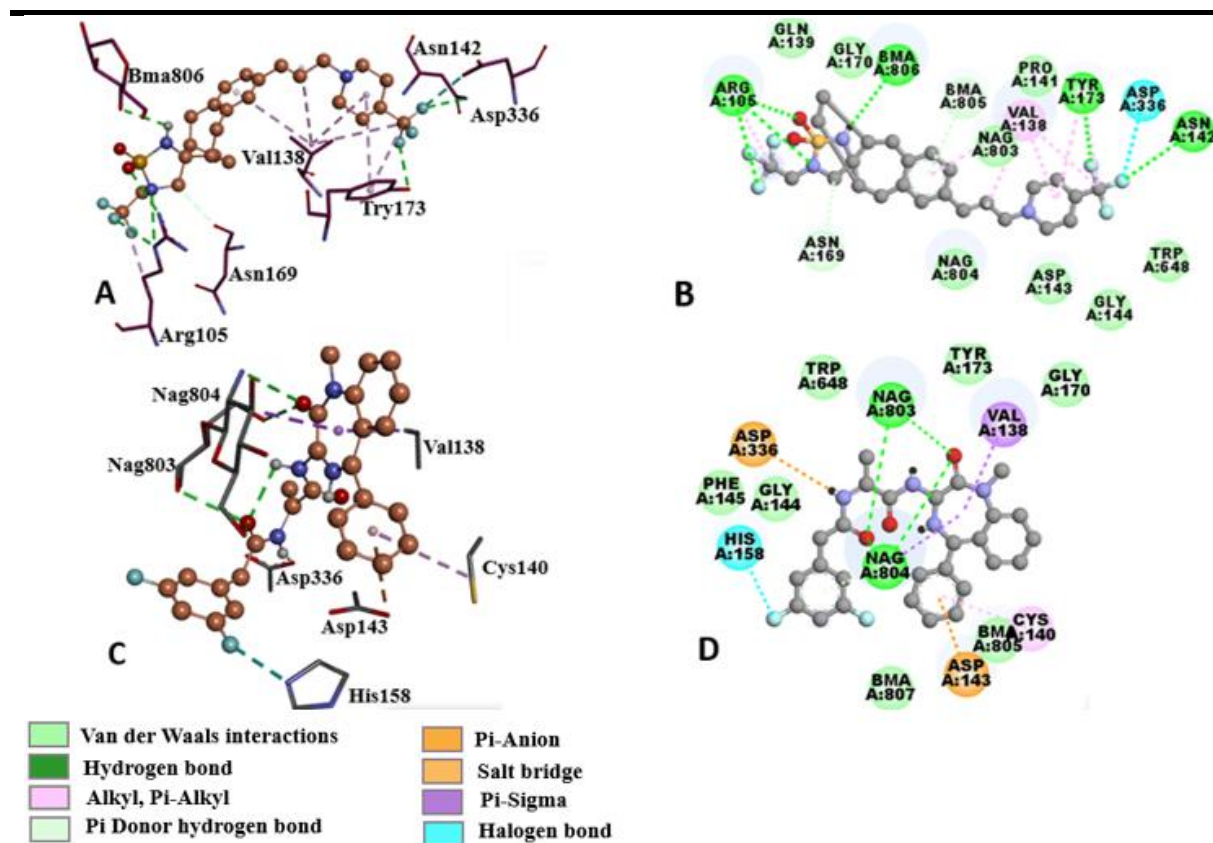 Bma806
Asn142
Asp336
Val138
Try173
Asn169
Arg105
A
GLN
A:139
GLY
A:170
BMA
A:806
ARG
A:105
BMA
A:805
PRO
A:141
TYR
A:173
ASP
A:336
VAL
A:138
NAG
A:803
ASN
A:142
ASN
A:169
NAG
A:804
ASP
A:143
TRP
A:648
GLY
A:144
B
Nag804
Val138
Nag803
Asp336
Cys140
Asp143
His158
C
TRP
A:648
TYR
A:173
GLY
A:170
NAG
A:803
VAL
A:138
ASP
A:336
PHE
A:145
GLY
A:144
HIS
A:158
NAG
A:804
CYS
A:140
BMA
A:805
ASP
A:143
BMA
A:807
D
Van der Waals interactions
Hydrogen bond
Alkyl, Pi-Alkyl
Pi Donor hydrogen bond
Pi-Anion
Salt bridge
Pi-Sigma
Halogen bond